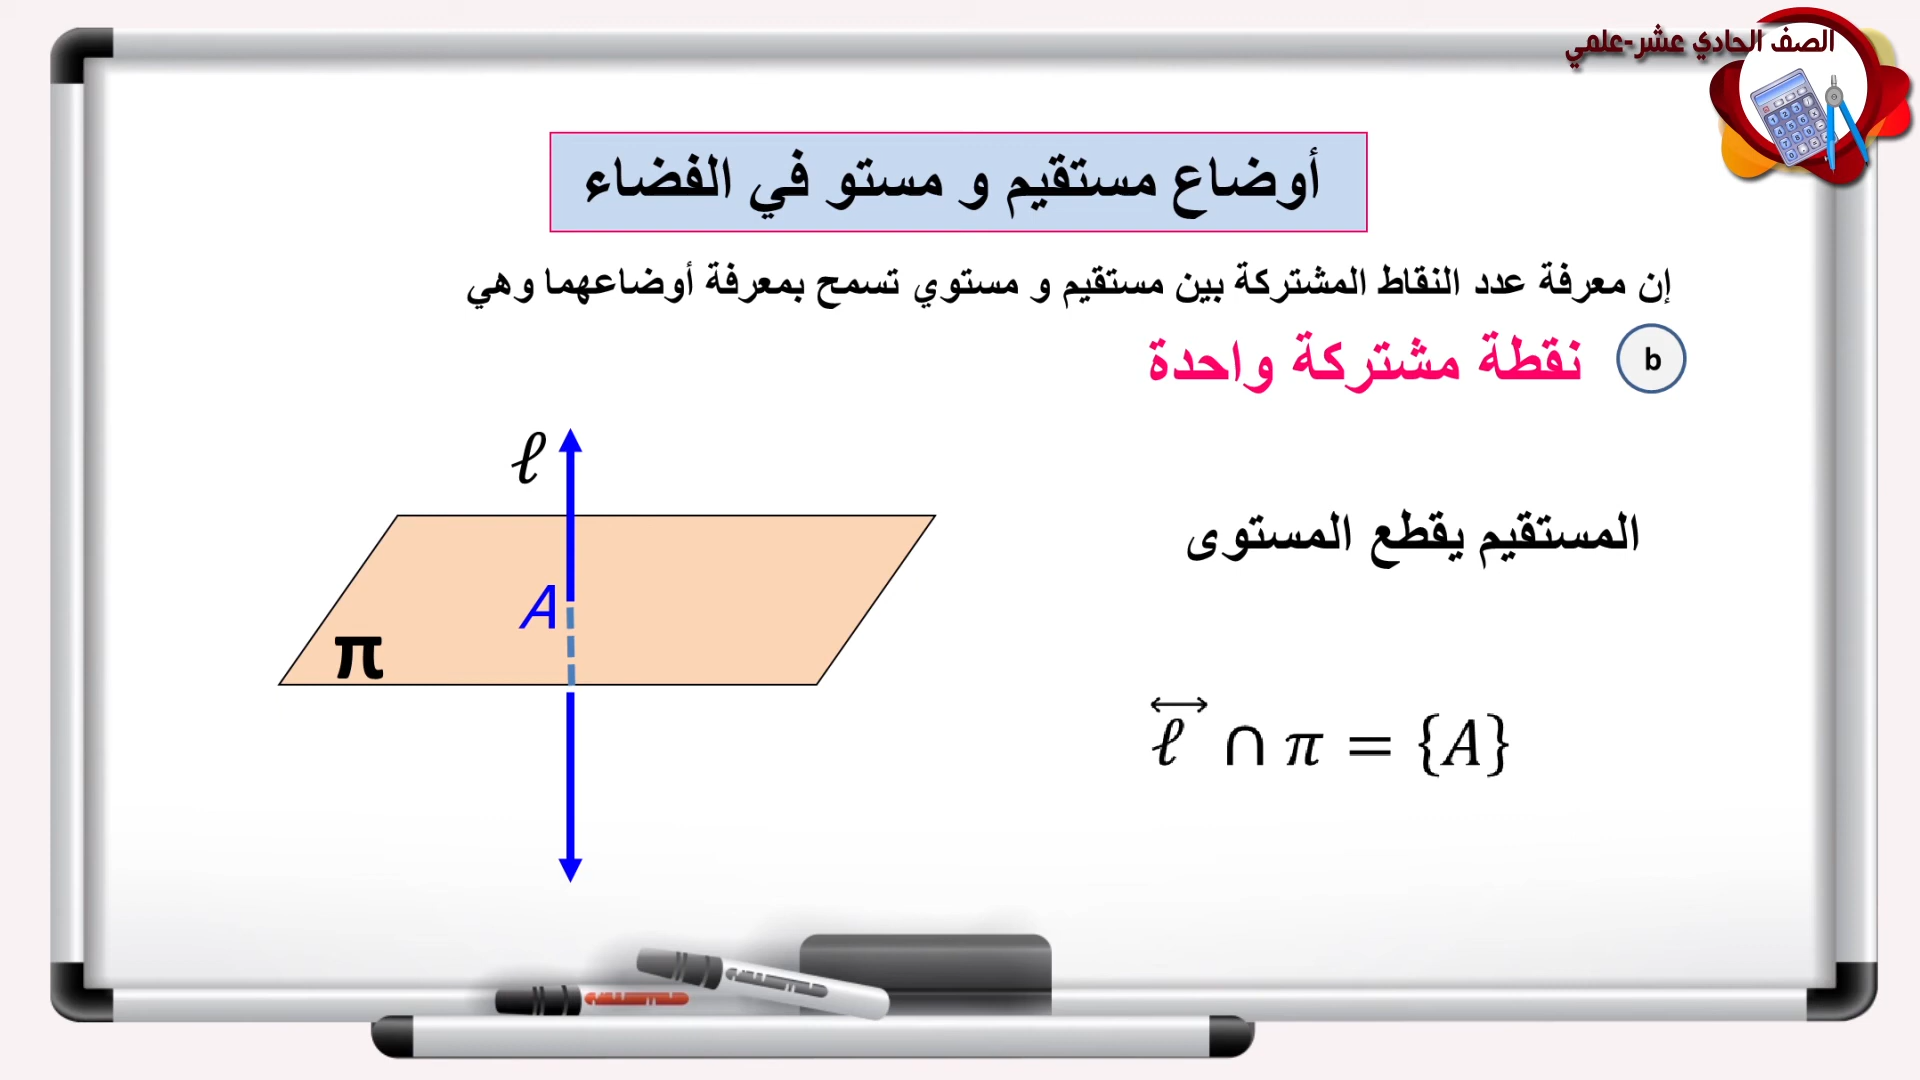 الصف الحادي عشر-علمي
أوضاع مستقيم و مستو في الفضاء
إن معرفة عدد النقاط المشتركة بين مستقيم و مستوي تسمح بمعرفة أوضاعهما وهي
b نقطة مشتركة واحدة
ℓ
المستقيم يقطع المستوى
A
π
ℓ⃡ ∩ π = {A}